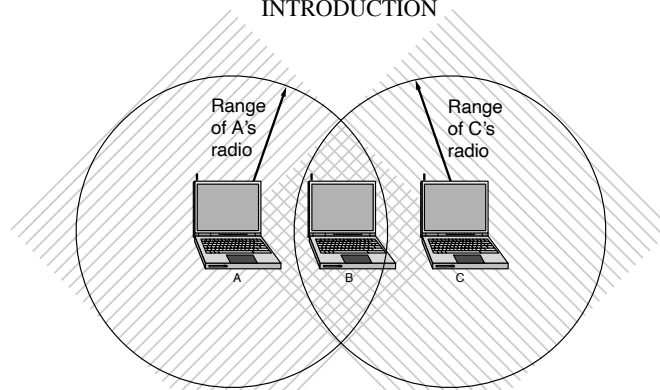 INTRODUCTION
Range
of A's
radio
Range
of C's
radio
A
B
C